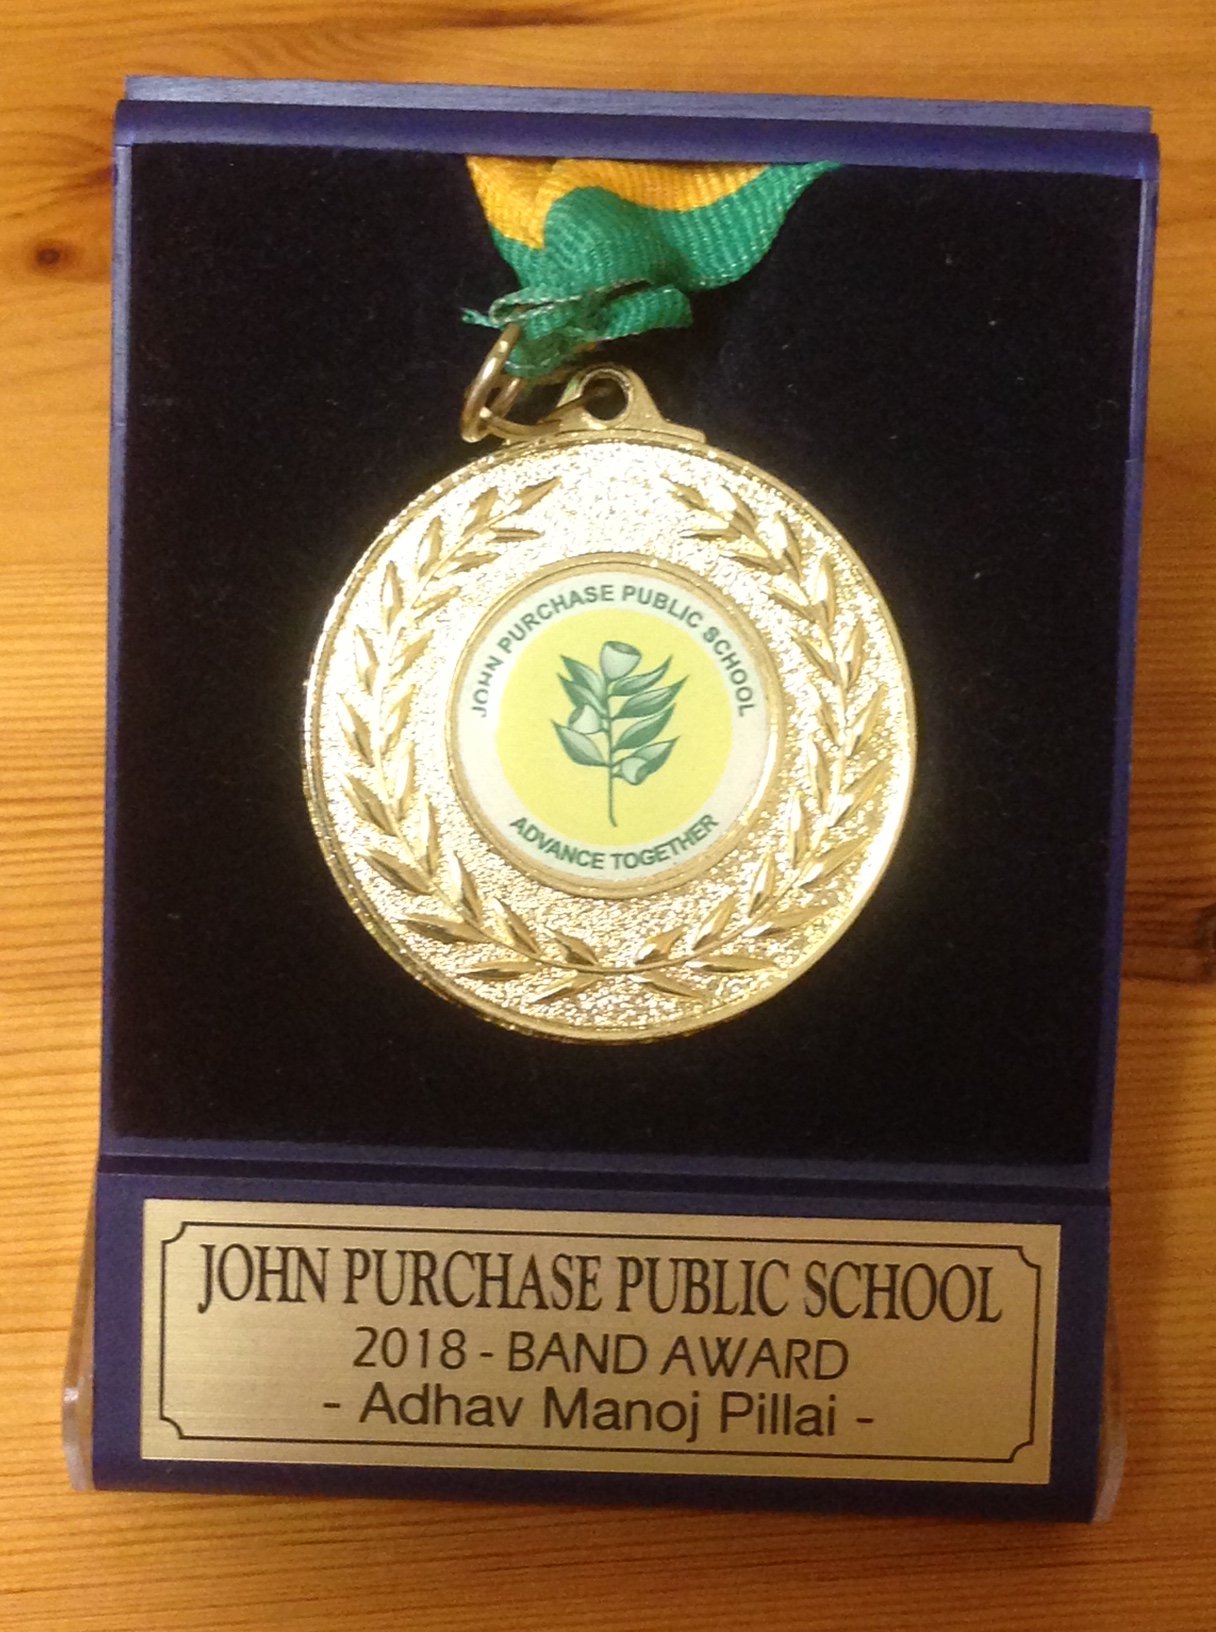 JOHN PURCHASE PUBLIC SCHOOL
ADVANCE TOGETHER
JOHN PURCHASE PUBLIC SCHOOL
2018 - BAND AWARD
- Adhav Manoj Pillai -